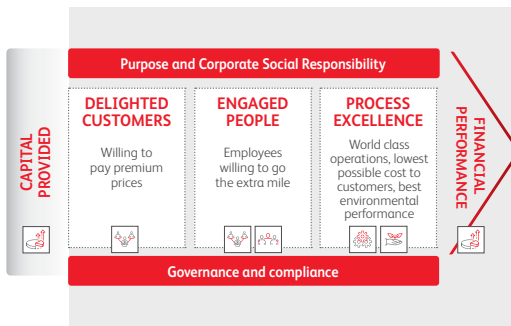 Purpose and Corporate Social Responsibility
CAPITAL
PROVIDED
DELIGHTED
CUSTOMERS
Willing to
pay premium
prices
ENGAGED
PEOPLE
Employees
willing to go
the extra mile
PROCESS
EXCELLENCE
World class
operations, lowest
possible cost to
customers, best
environmental
performance
FINANCIAL
PERFORMANCE
Governance and compliance